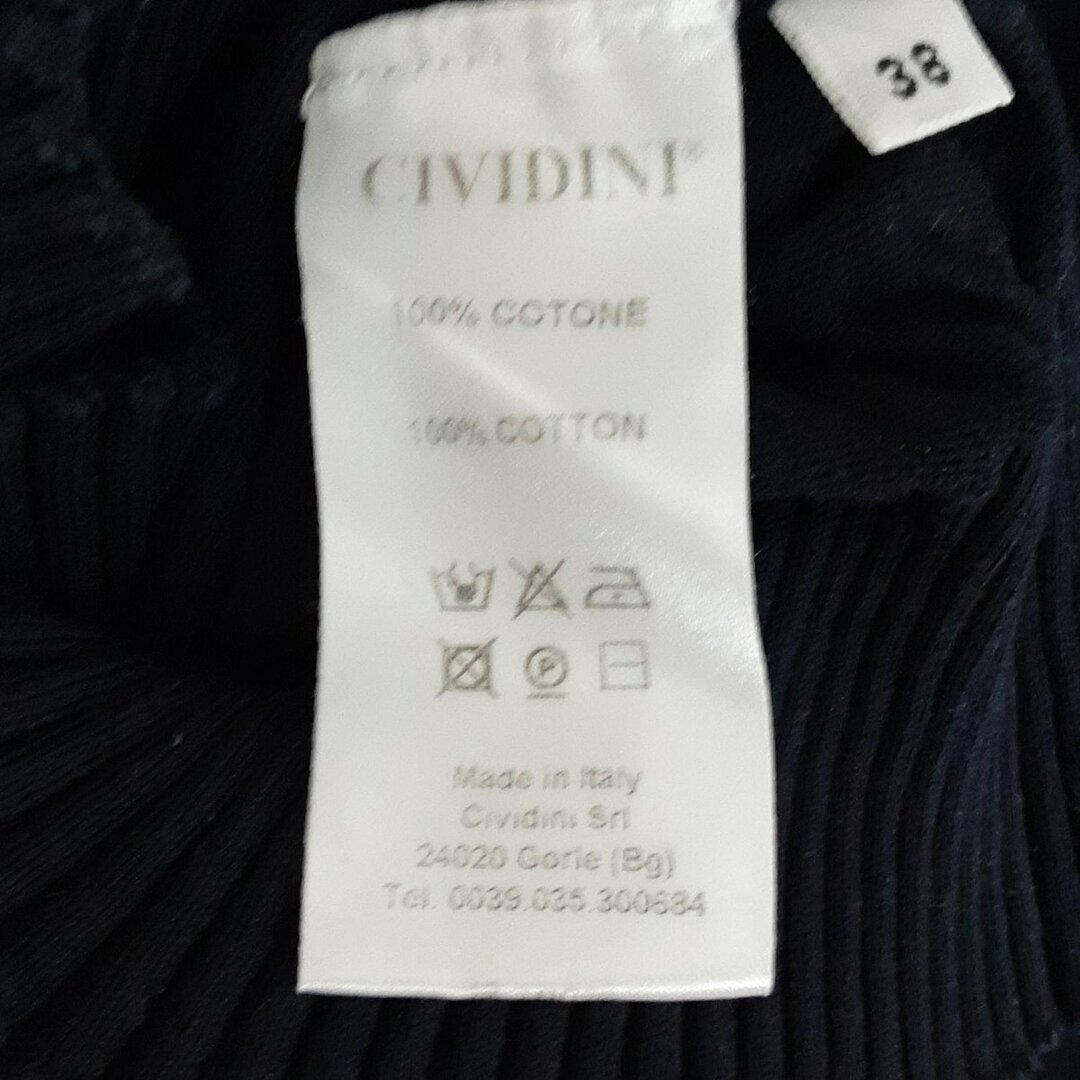 38
CIVIDINI®
100% COTONE
100% COTTON
P
Made in Italy
Cividini Srl
24020 Gorle (Bg)
Tel. 0039.035.300684